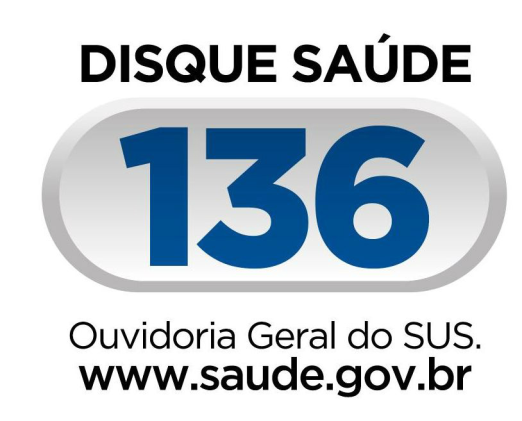 DISQUE SAÚDE
136
Ouvidoria Geral do SUS.
www.saude.gov.br